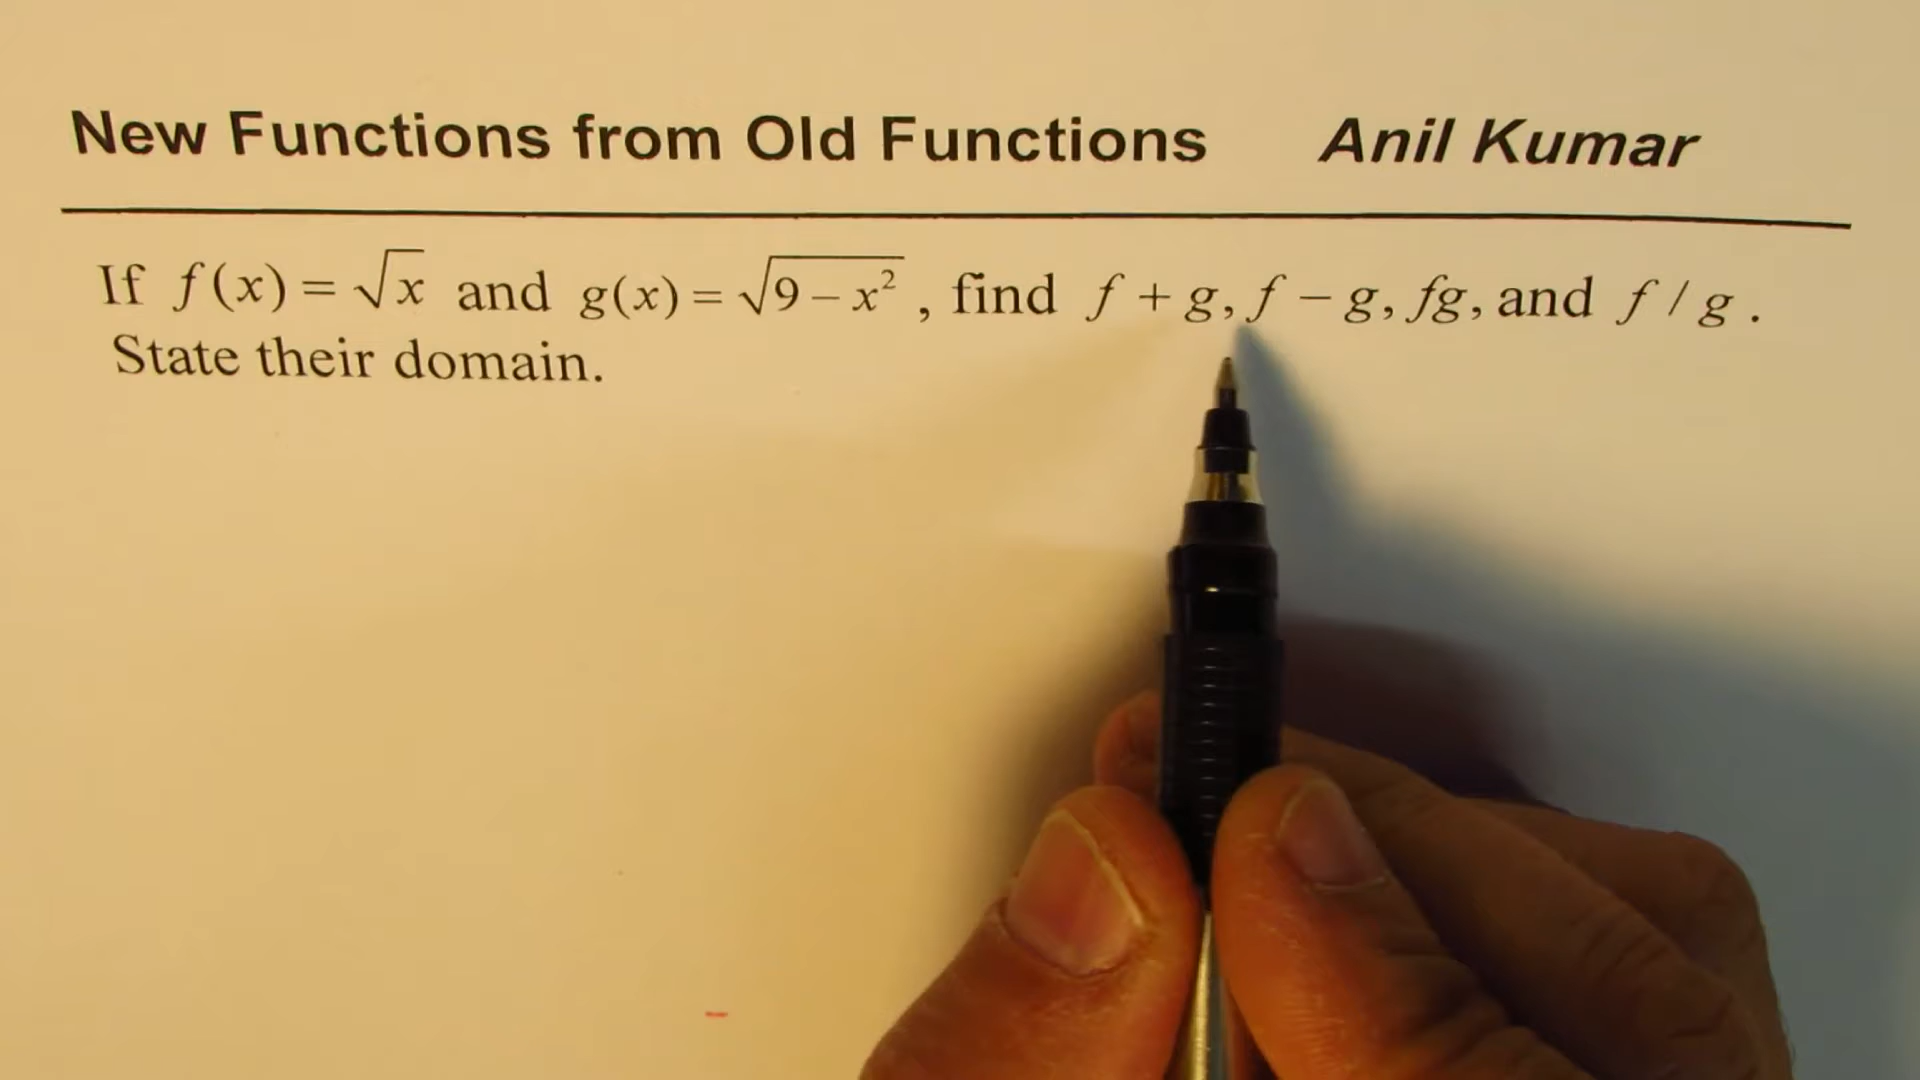 New Functions from Old Functions Anil Kumar
If f(x) = √x and g(x) = √(9 – x²) , find f + g, f – g, fg, and f / g .
State their domain.